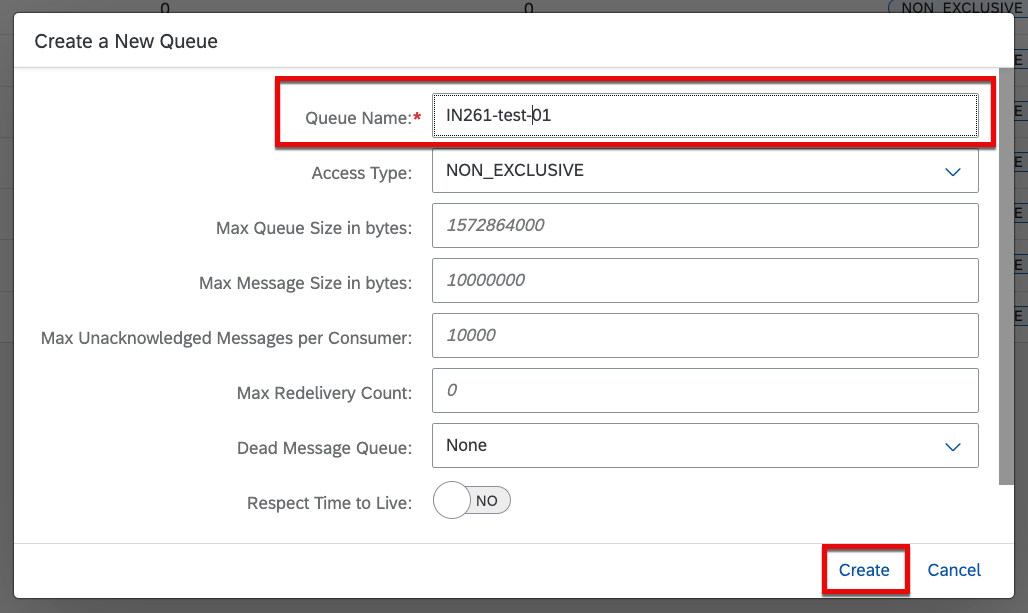 0 0 NON_EXCLUSIVE
Create a New Queue
Queue Name:* IN261-test-01
Access Type: NON_EXCLUSIVE
Max Queue Size in bytes: 1572864000
Max Message Size in bytes: 10000000
Max Unacknowledged Messages per Consumer: 10000
Max Redelivery Count: 0
Dead Message Queue: None
Respect Time to Live: NO
Create Cancel